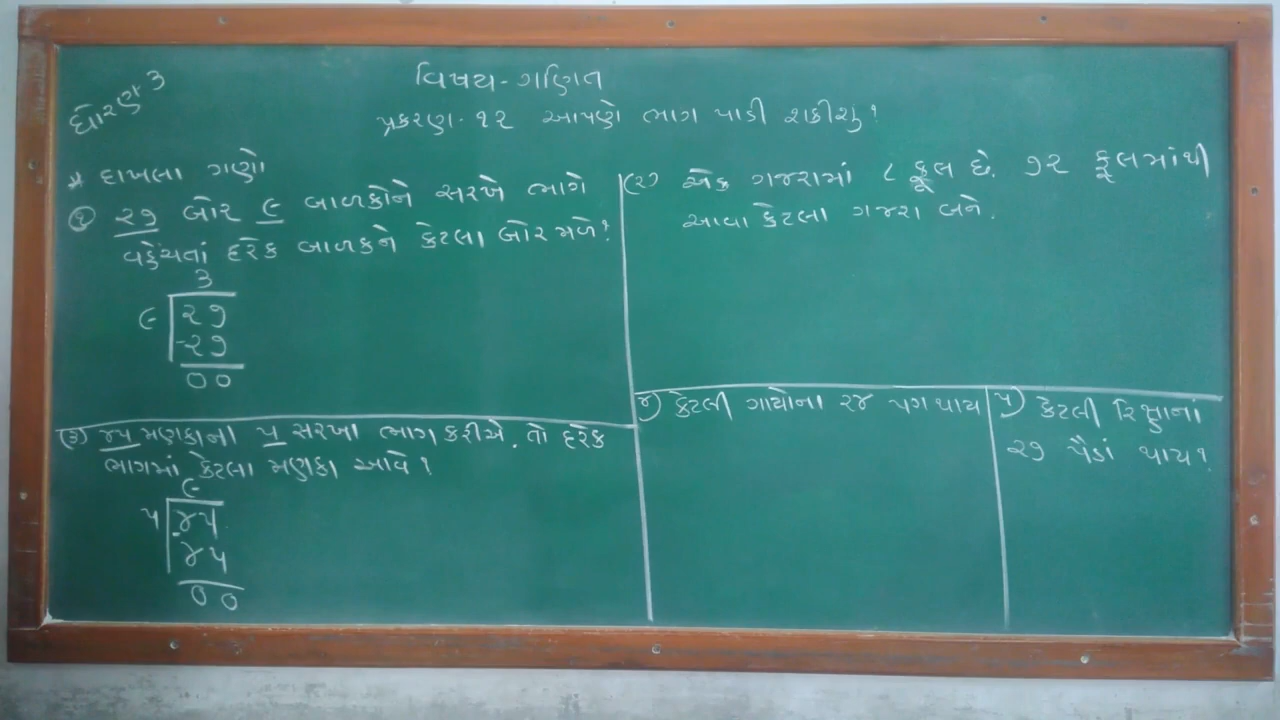 ધોરણ ૩
વિષય - ગણિત
પ્રકરણ - ૧૨ આપણે ભાગ પાડી શકીશું?
* દાખલા ગણો
(૧) ૨૭ બોર ૯ બાળકોને સરખે ભાગે
વહેંચતાં દરેક બાળકને કેટલા બોર મળે?
૩
૯ ૨૭
-૨૭
૦૦
(૨) એક ગજરામાં ૮ ફૂલ છે. ૭૨ ફૂલમાંથી
આવા કેટલા ગજરા બને.
(૩) ૪૫ મણકાના ૫ સરખા ભાગ કરીએ, તો દરેક
ભાગમાં કેટલા મણકા આવે?
૯
૫ ૪૫
-૪૫
૦૦
૪) કેટલી ગાયોના ૨૪ પગ થાય
૫) કેટલી રિક્ષાનાં
૨૭ પૈડાં થાય?